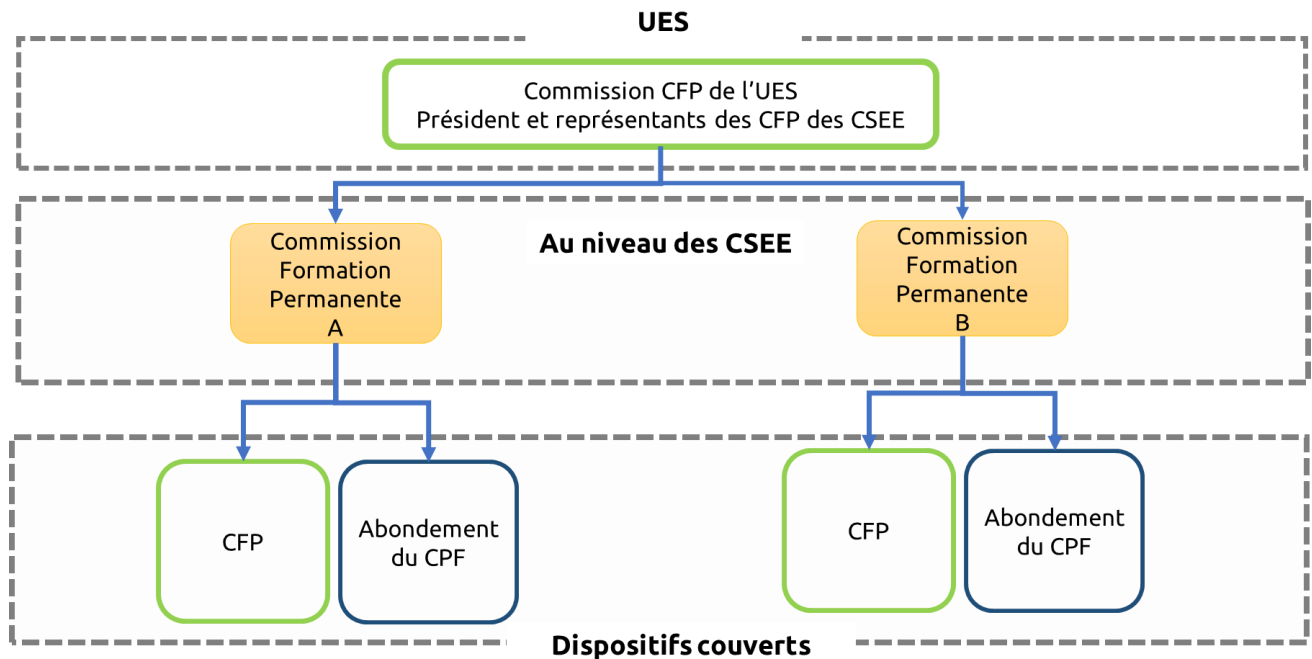 UES
Commission CFP de l’UES
Président et représentants des CFP des CSEE
Au niveau des CSEE
Commission
Formation
Permanente
A
Commission
Formation
Permanente
B
CFP
Abondement
du CPF
CFP
Abondement
du CPF
Dispositifs couverts